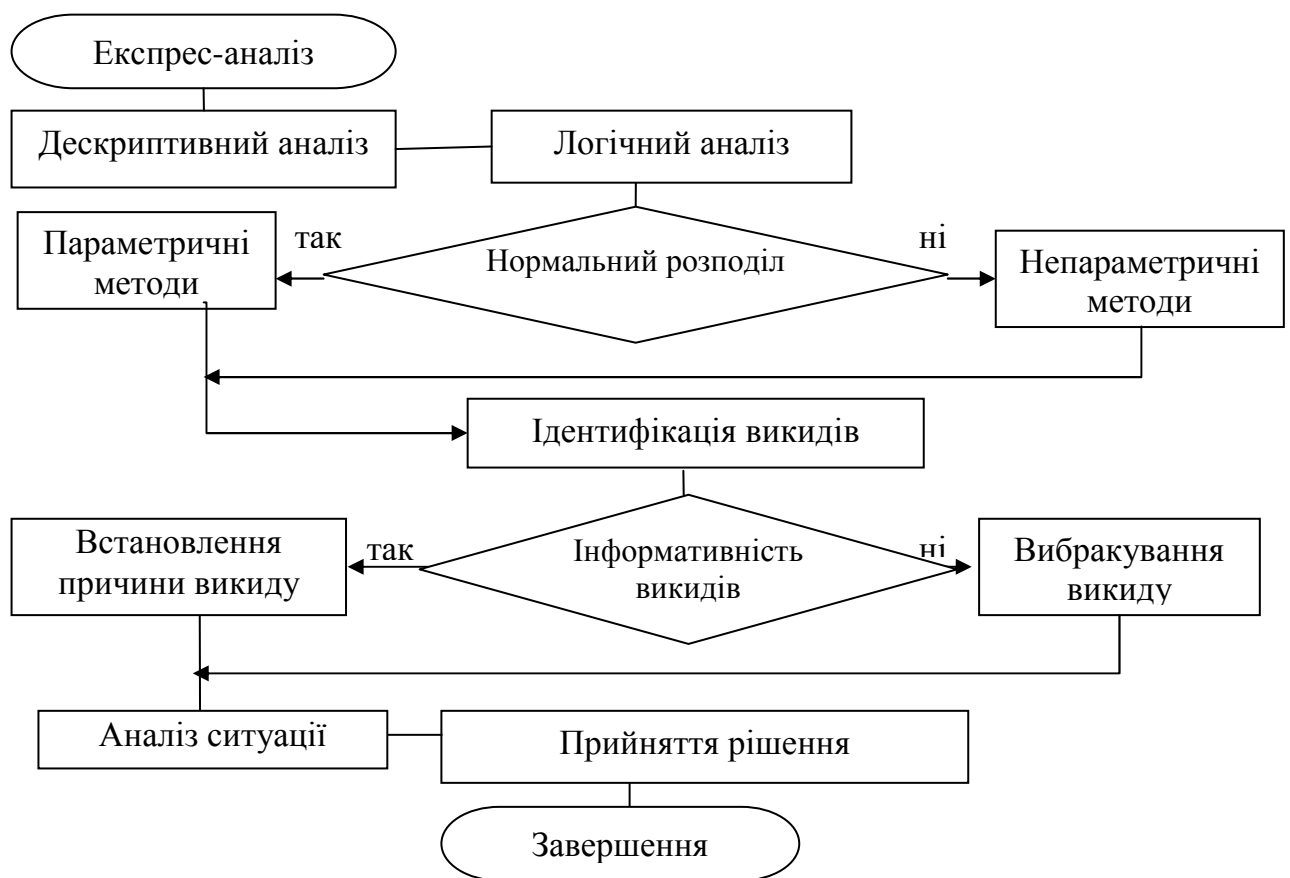 Експрес-аналіз
Дескриптивний аналіз
Логічний аналіз
Параметричні
методи
так
Нормальний розподіл
ні
Непараметричні
методи
Ідентифікація викидів
Встановлення
причини викиду
так
Інформативність
викидів
ні
Вибракування
викиду
Аналіз ситуації
Прийняття рішення
Завершення